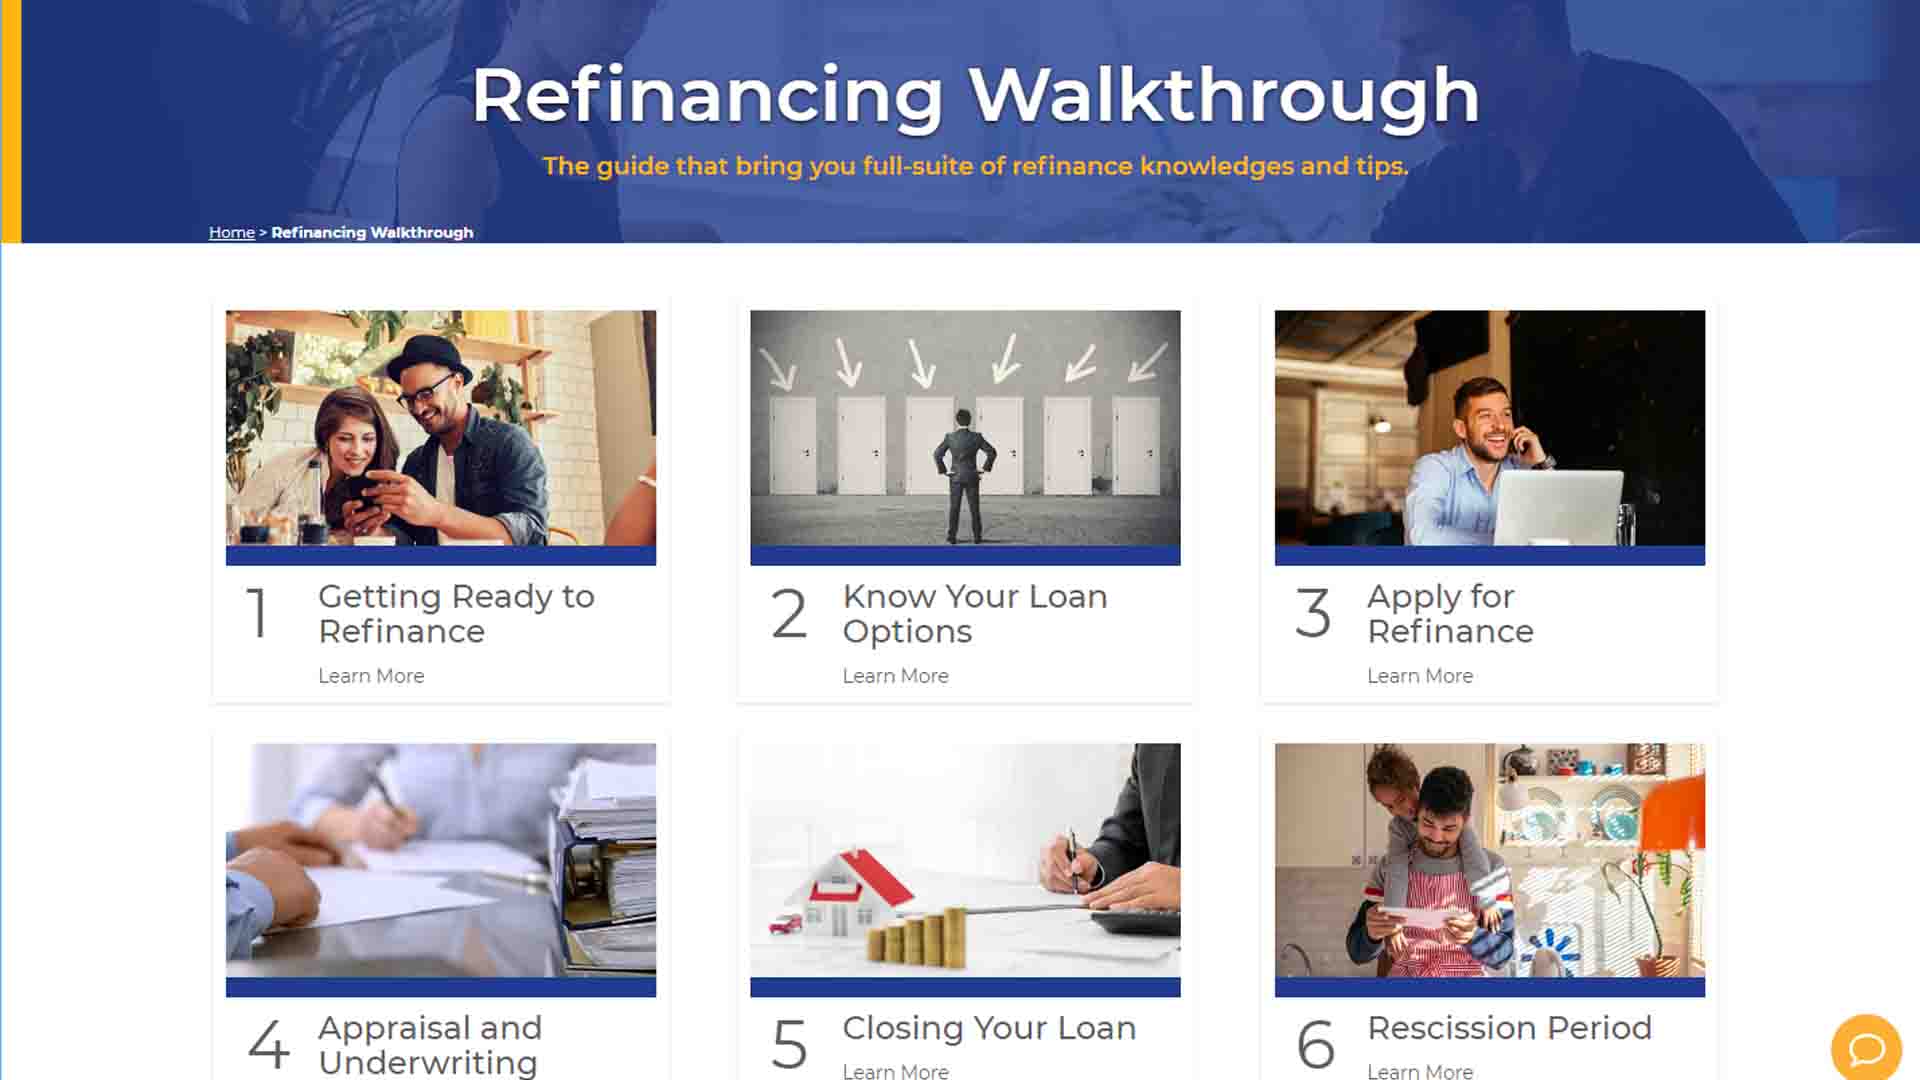 Refinancing Walkthrough
The guide that bring you full-suite of refinance knowledges and tips.
Home > Refinancing Walkthrough
1 Getting Ready to
Refinance
Learn More
2 Know Your Loan
Options
Learn More
3 Apply for
Refinance
Learn More
4 Appraisal and
Underwriting
5 Closing Your Loan
Learn More
6 Rescission Period
Learn More